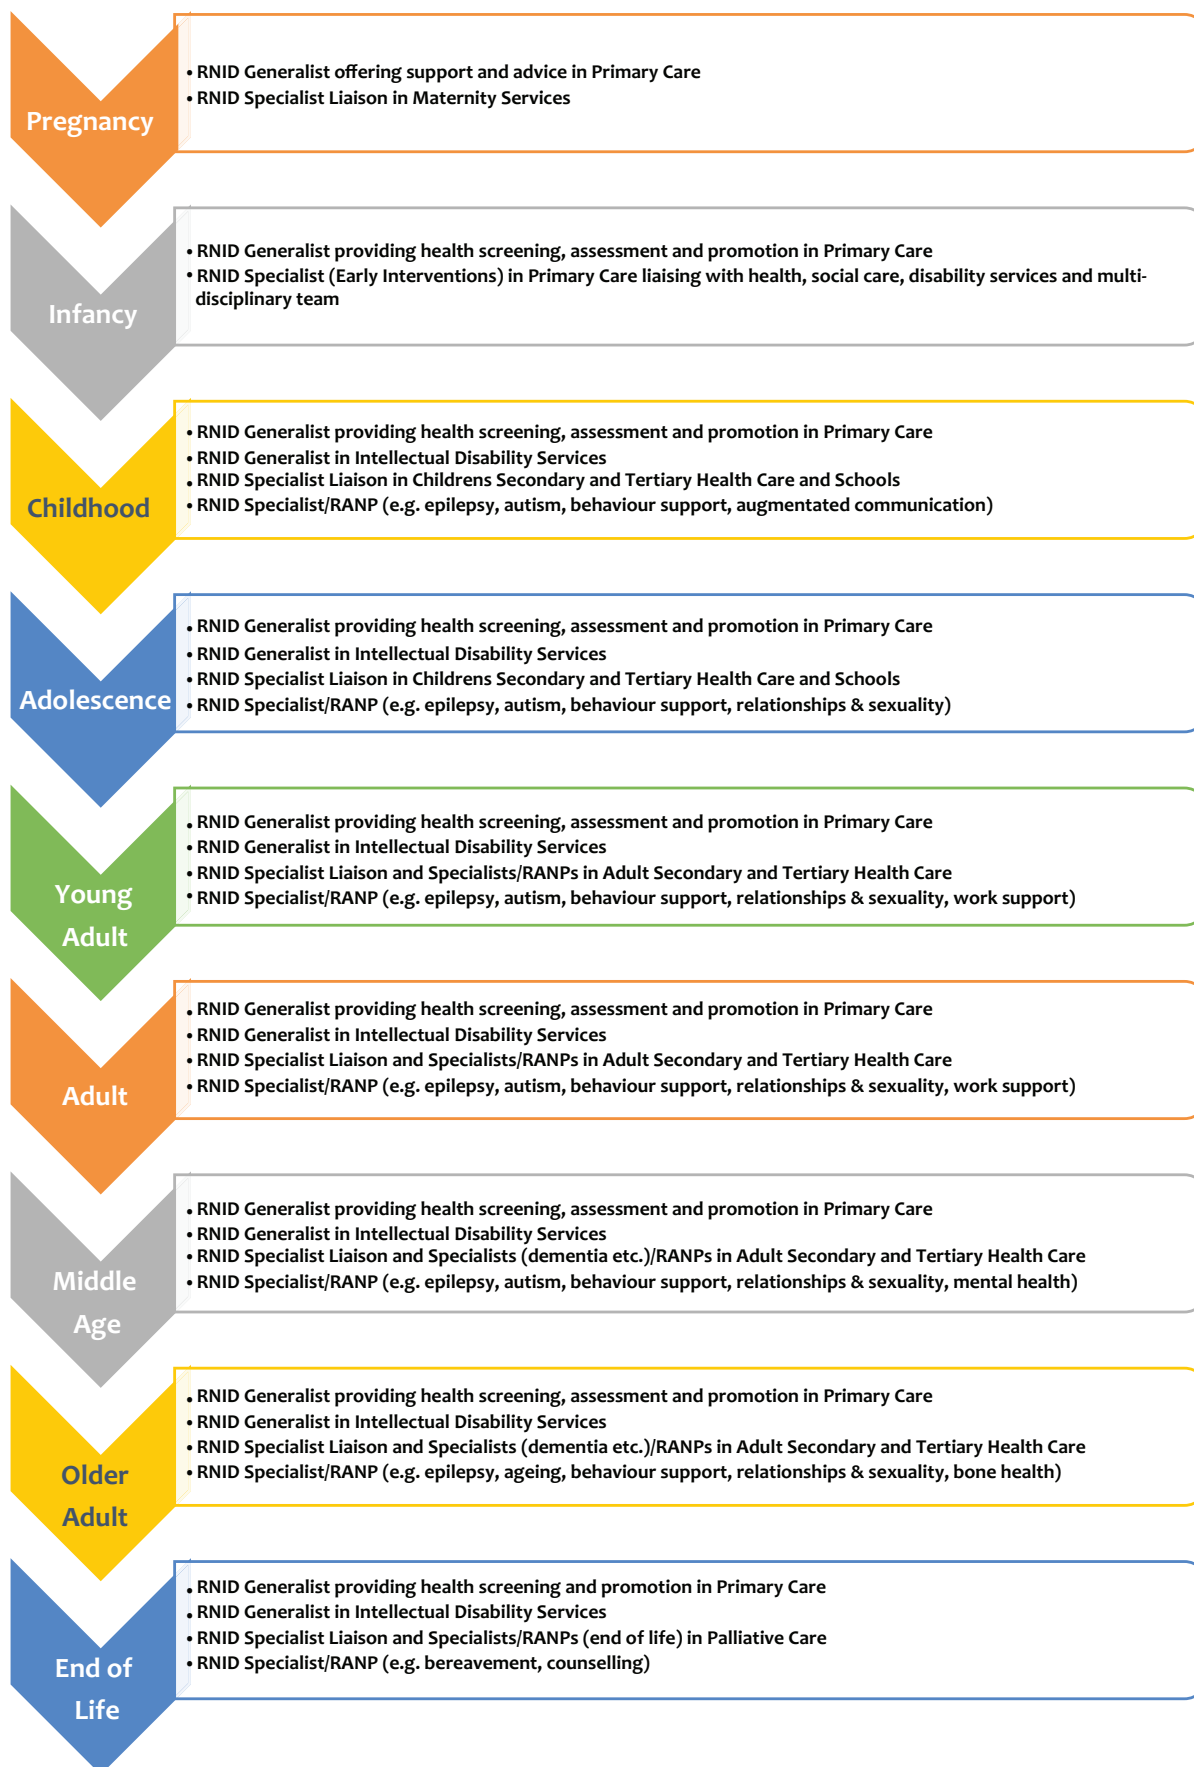 Pregnancy
• RNID Generalist offering support and advice in Primary Care
• RNID Specialist Liaison in Maternity Services
Infancy
• RNID Generalist providing health screening, assessment and promotion in Primary Care
• RNID Specialist (Early Interventions) in Primary Care liaising with health, social care, disability services and multi-
disciplinary team
Childhood
• RNID Generalist providing health screening, assessment and promotion in Primary Care
• RNID Generalist in Intellectual Disability Services
• RNID Specialist Liaison in Childrens Secondary and Tertiary Health Care and Schools
• RNID Specialist/RANP (e.g. epilepsy, autism, behaviour support, augmentated communication)
Adolescence
• RNID Generalist providing health screening, assessment and promotion in Primary Care
• RNID Generalist in Intellectual Disability Services
• RNID Specialist Liaison in Childrens Secondary and Tertiary Health Care and Schools
• RNID Specialist/RANP (e.g. epilepsy, autism, behaviour support, relationships & sexuality)
Young
Adult
• RNID Generalist providing health screening, assessment and promotion in Primary Care
• RNID Generalist in Intellectual Disability Services
• RNID Specialist Liaison and Specialists/RANPs in Adult Secondary and Tertiary Health Care
• RNID Specialist/RANP (e.g. epilepsy, autism, behaviour support, relationships & sexuality, work support)
Adult
• RNID Generalist providing health screening, assessment and promotion in Primary Care
• RNID Generalist in Intellectual Disability Services
• RNID Specialist Liaison and Specialists/RANPs in Adult Secondary and Tertiary Health Care
• RNID Specialist/RANP (e.g. epilepsy, autism, behaviour support, relationships & sexuality, work support)
Middle
Age
• RNID Generalist providing health screening, assessment and promotion in Primary Care
• RNID Generalist in Intellectual Disability Services
• RNID Specialist Liaison and Specialists (dementia etc.)/RANPs in Adult Secondary and Tertiary Health Care
• RNID Specialist/RANP (e.g. epilepsy, autism, behaviour support, relationships & sexuality, mental health)
Older
Adult
• RNID Generalist providing health screening, assessment and promotion in Primary Care
• RNID Generalist in Intellectual Disability Services
• RNID Specialist Liaison and Specialists (dementia etc.)/RANPs in Adult Secondary and Tertiary Health Care
• RNID Specialist/RANP (e.g. epilepsy, ageing, behaviour support, relationships & sexuality, bone health)
End of
Life
• RNID Generalist providing health screening and promotion in Primary Care
• RNID Generalist in Intellectual Disability Services
• RNID Specialist Liaison and Specialists/RANPs (end of life) in Palliative Care
• RNID Specialist/RANP (e.g. bereavement, counselling)